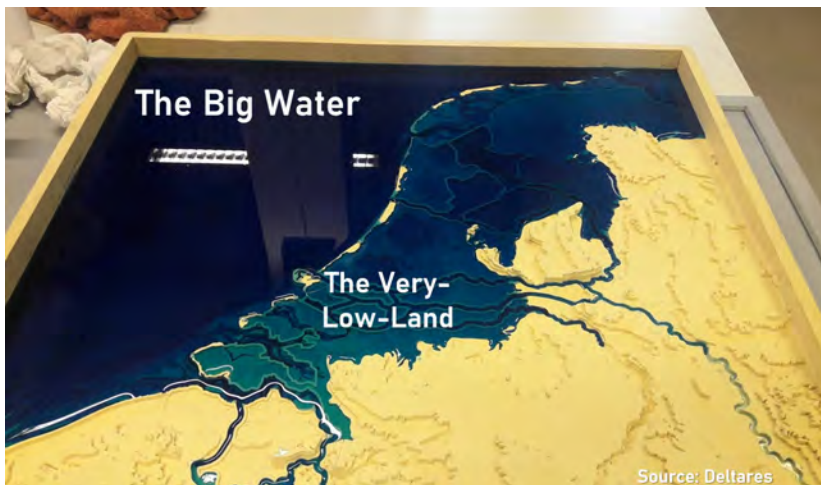 The Big Water
The Very-
Low-Land
Source: Deltares